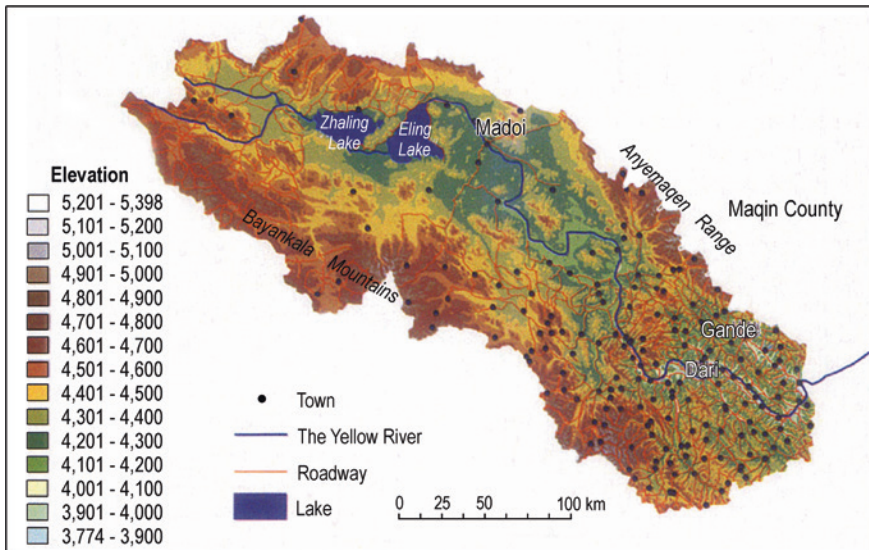 Zhaling
Lake
Eling
Lake
Madoi
Anyemaqen Range
Maqin County
Bayankala Mountains
Gande
Dari
Elevation
5,201 - 5,398
5,101 - 5,200
5,001 - 5,100
4,901 - 5,000
4,801 - 4,900
4,701 - 4,800
4,601 - 4,700
4,501 - 4,600
4,401 - 4,500
4,301 - 4,400
4,201 - 4,300
4,101 - 4,200
4,001 - 4,100
3,901 - 4,000
3,774 - 3,900
Town
The Yellow River
Roadway
Lake
0 25 50 100 km